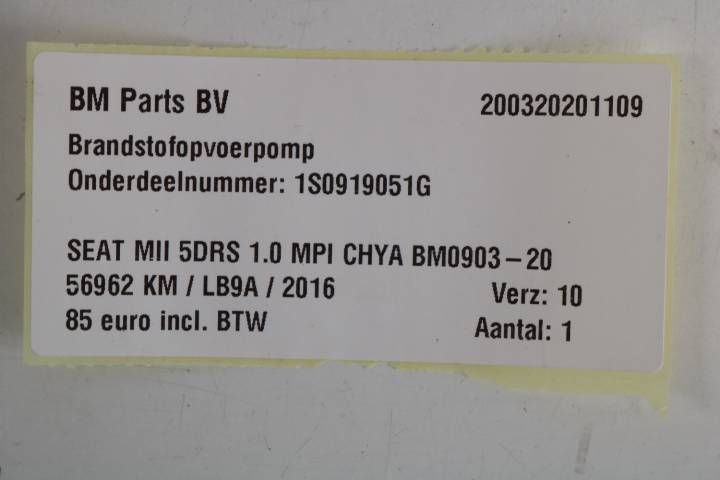 BM Parts BV 200320201109
Brandstofopvoerpomp
Onderdeelnummer: 1S0919051G
SEAT MII 5DRS 1.0 MPI CHYA BM0903-20
56962 KM / LB9A / 2016 Verz: 10
85 euro incl. BTW Aantal: 1